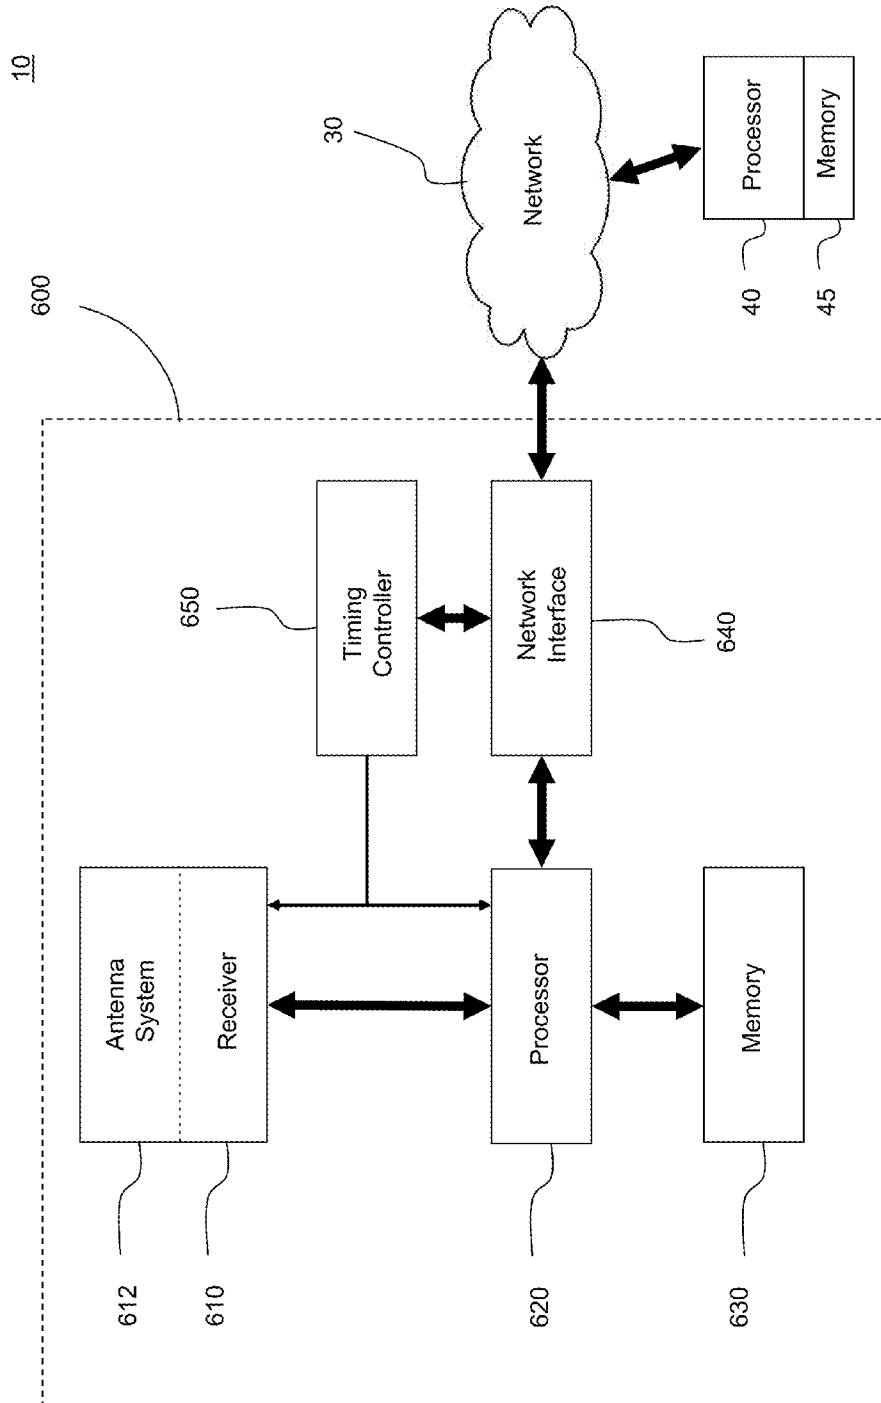 10
600
612
Antenna
System
610
Receiver
650
Timing
Controller
30
Network
620
Processor
640
Network
Interface
630
Memory
40
Processor
45
Memory